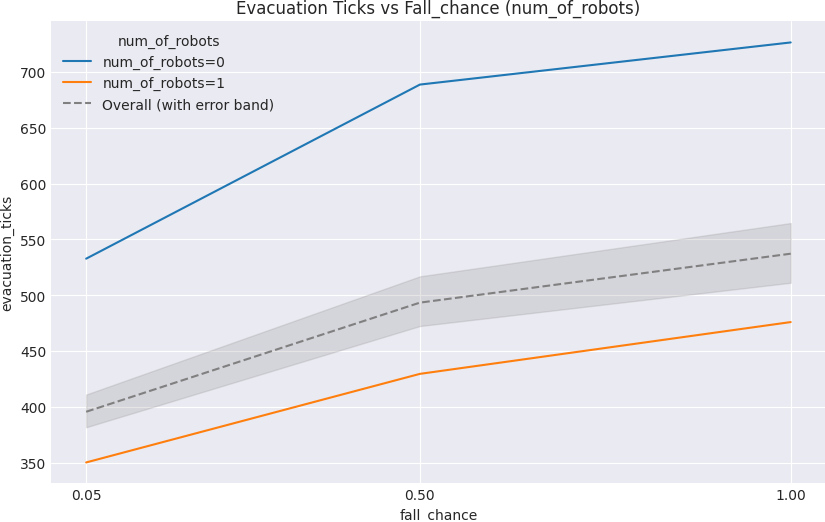 Evacuation Ticks vs Fall_chance (num_of_robots)
num_of_robots
num_of_robots=0
num_of_robots=1
Overall (with error band)
evacuation_ticks
700
650
600
550
500
450
400
350
0.05
0.50
1.00
fall_chance